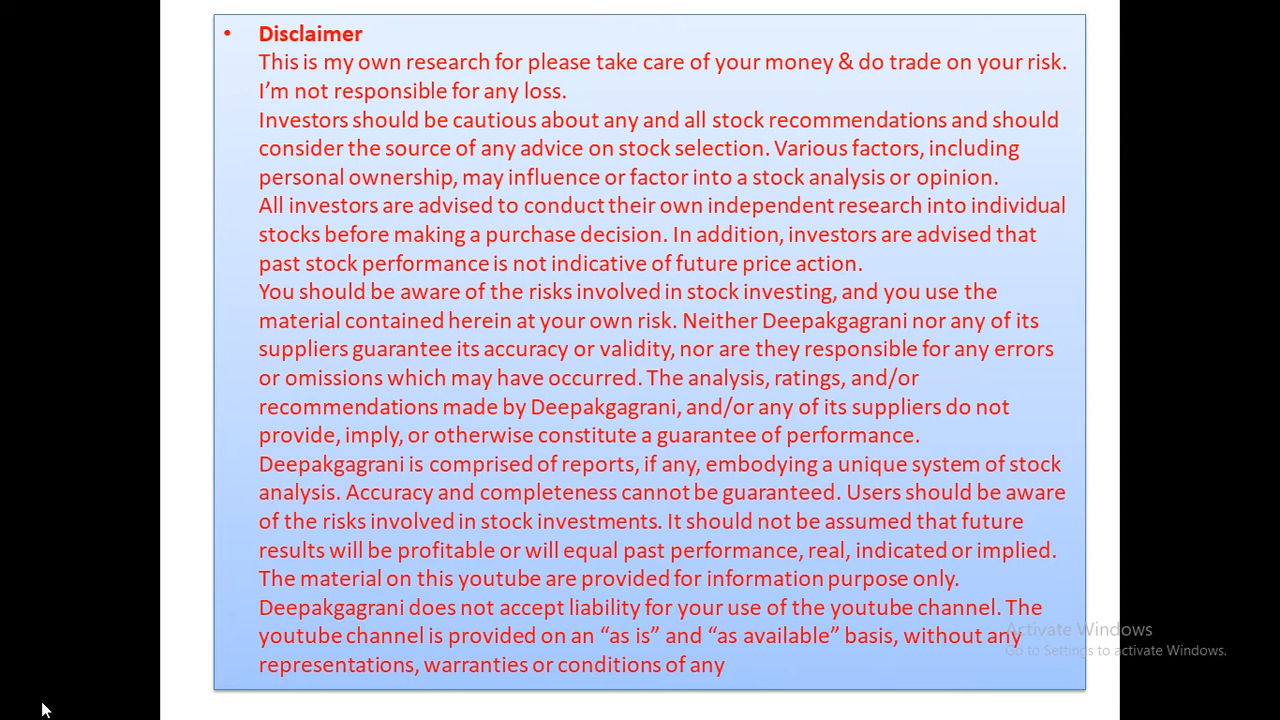 • Disclaimer
This is my own research for please take care of your money & do trade on your risk.
I’m not responsible for any loss.
Investors should be cautious about any and all stock recommendations and should
consider the source of any advice on stock selection. Various factors, including
personal ownership, may influence or factor into a stock analysis or opinion.
All investors are advised to conduct their own independent research into individual
stocks before making a purchase decision. In addition, investors are advised that
past stock performance is not indicative of future price action.
You should be aware of the risks involved in stock investing, and you use the
material contained herein at your own risk. Neither Deepakgagrani nor any of its
suppliers guarantee its accuracy or validity, nor are they responsible for any errors
or omissions which may have occurred. The analysis, ratings, and/or
recommendations made by Deepakgagrani, and/or any of its suppliers do not
provide, imply, or otherwise constitute a guarantee of performance.
Deepakgagrani is comprised of reports, if any, embodying a unique system of stock
analysis. Accuracy and completeness cannot be guaranteed. Users should be aware
of the risks involved in stock investments. It should not be assumed that future
results will be profitable or will equal past performance, real, indicated or implied.
The material on this youtube are provided for information purpose only.
Deepakgagrani does not accept liability for your use of the youtube channel. The
youtube channel is provided on an “as is” and “as available” basis, without any
representations, warranties or conditions of any
Activate Windows
Go to Settings to activate Windows.